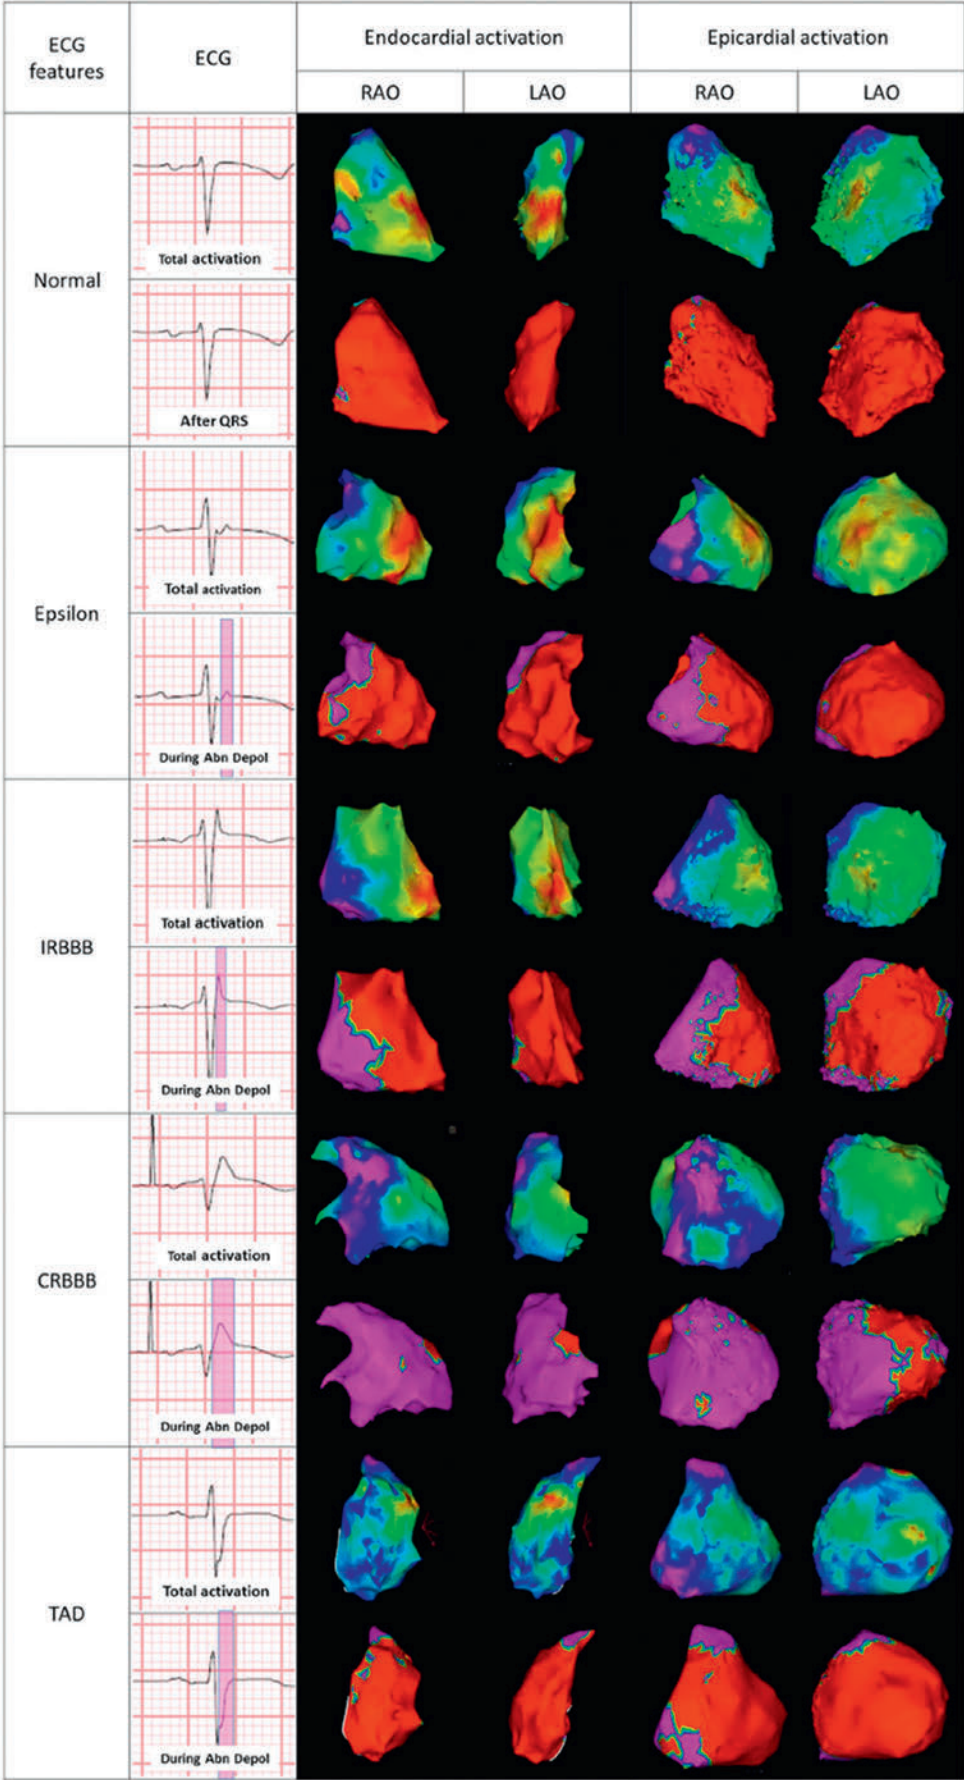 ECG
features
ECG
Endocardial activation
Epicardial activation
RAO
LAO
RAO
LAO
Normal
Total activation
After QRS
Epsilon
Total activation
During Abn Depol
IRBBB
Total activation
During Abn Depol
CRBBB
Total activation
During Abn Depol
TAD
Total activation
During Abn Depol